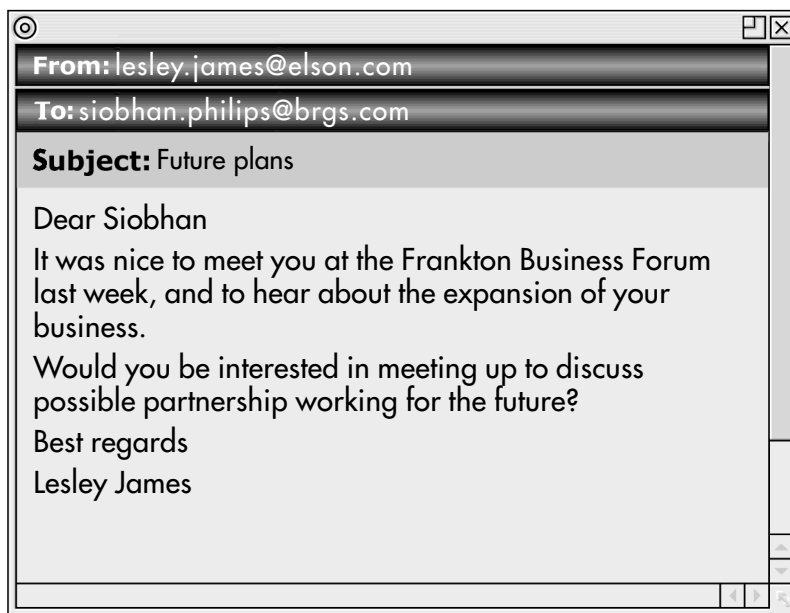 From: lesley.james@elson.com
To: siobhan.philips@brgs.com
Subject: Future plans
Dear Siobhan
It was nice to meet you at the Frankton Business Forum
last week, and to hear about the expansion of your
business.
Would you be interested in meeting up to discuss
possible partnership working for the future?
Best regards
Lesley James